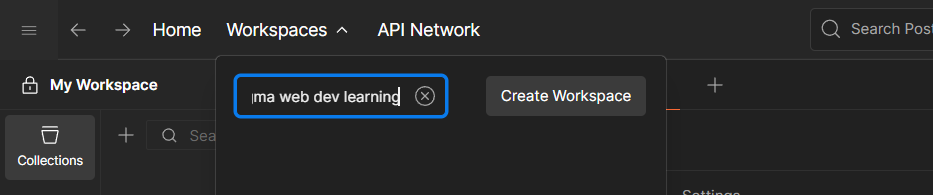 Home Workspaces API Network Search Post
My Workspace
ma web dev learning
Create Workspace
Collections
Sea
Settings